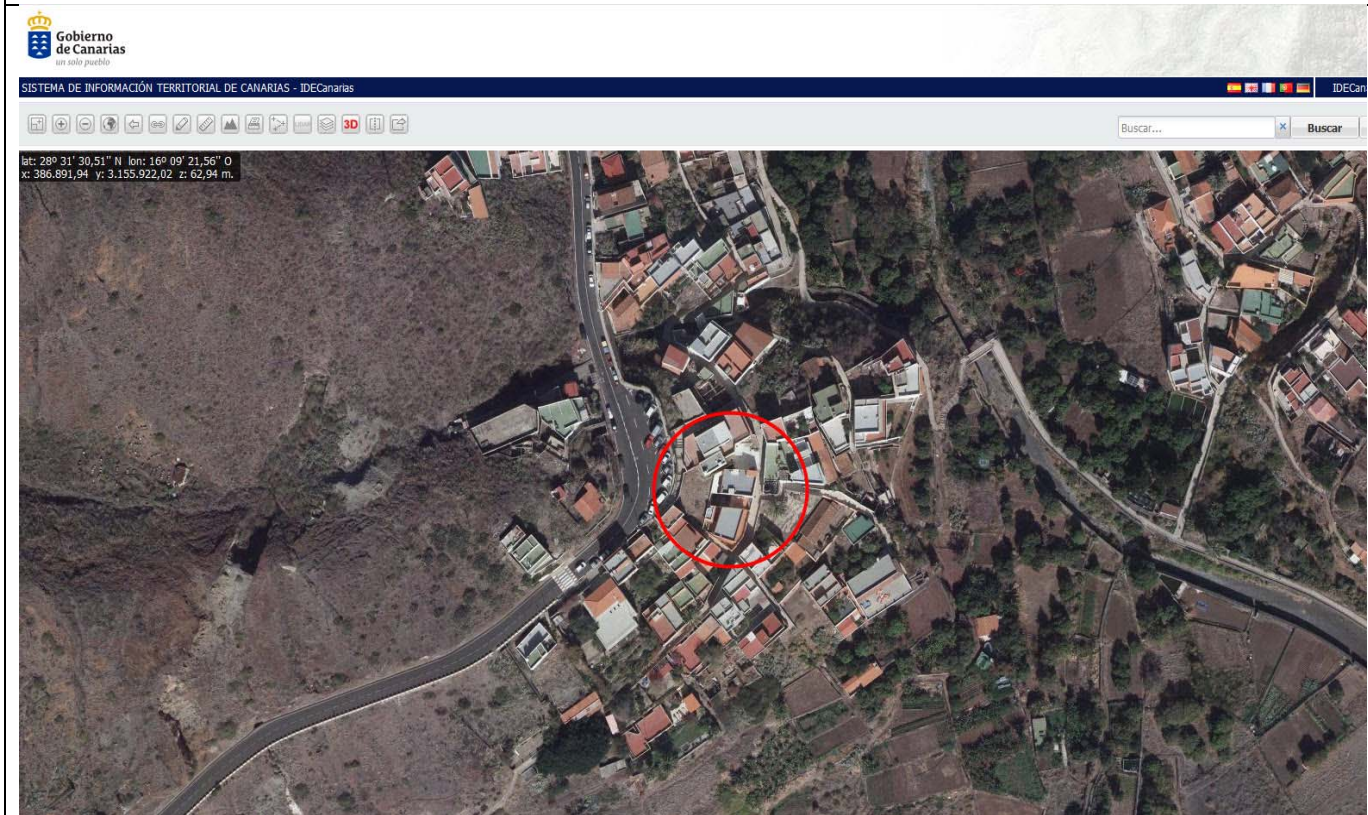 Gobierno
de Canarias
un solo pueblo
SISTEMA DE INFORMACIÓN TERRITORIAL DE CANARIAS - IDECanarias
IDECan
3D
Buscar...
×
Buscar
lat: 28º 31' 30,51'' N lon: 16º 09' 21,56'' O
x: 386.891,94 y: 3.155.922,02 z: 62,94 m.